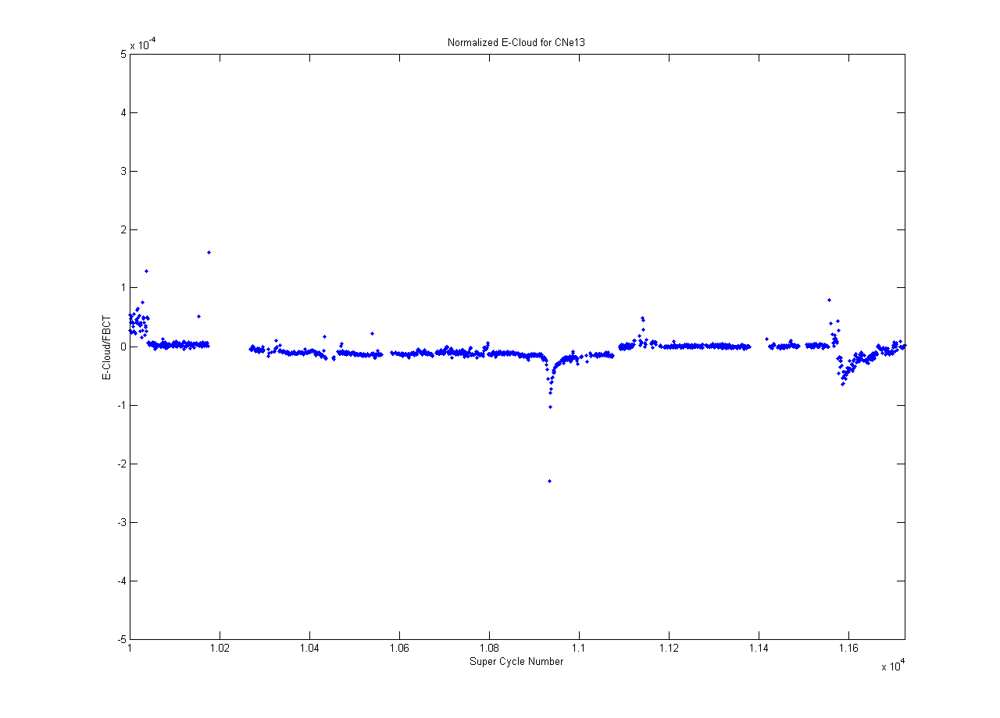 Normalized E-Cloud for CNe13
x 10^-4
5
4
3
2
1
0
-1
-2
-3
-4
-5
E-Cloud/FBCT
1 1.02 1.04 1.06 1.08 1.1 1.12 1.14 1.16
Super Cycle Number
x 10^4